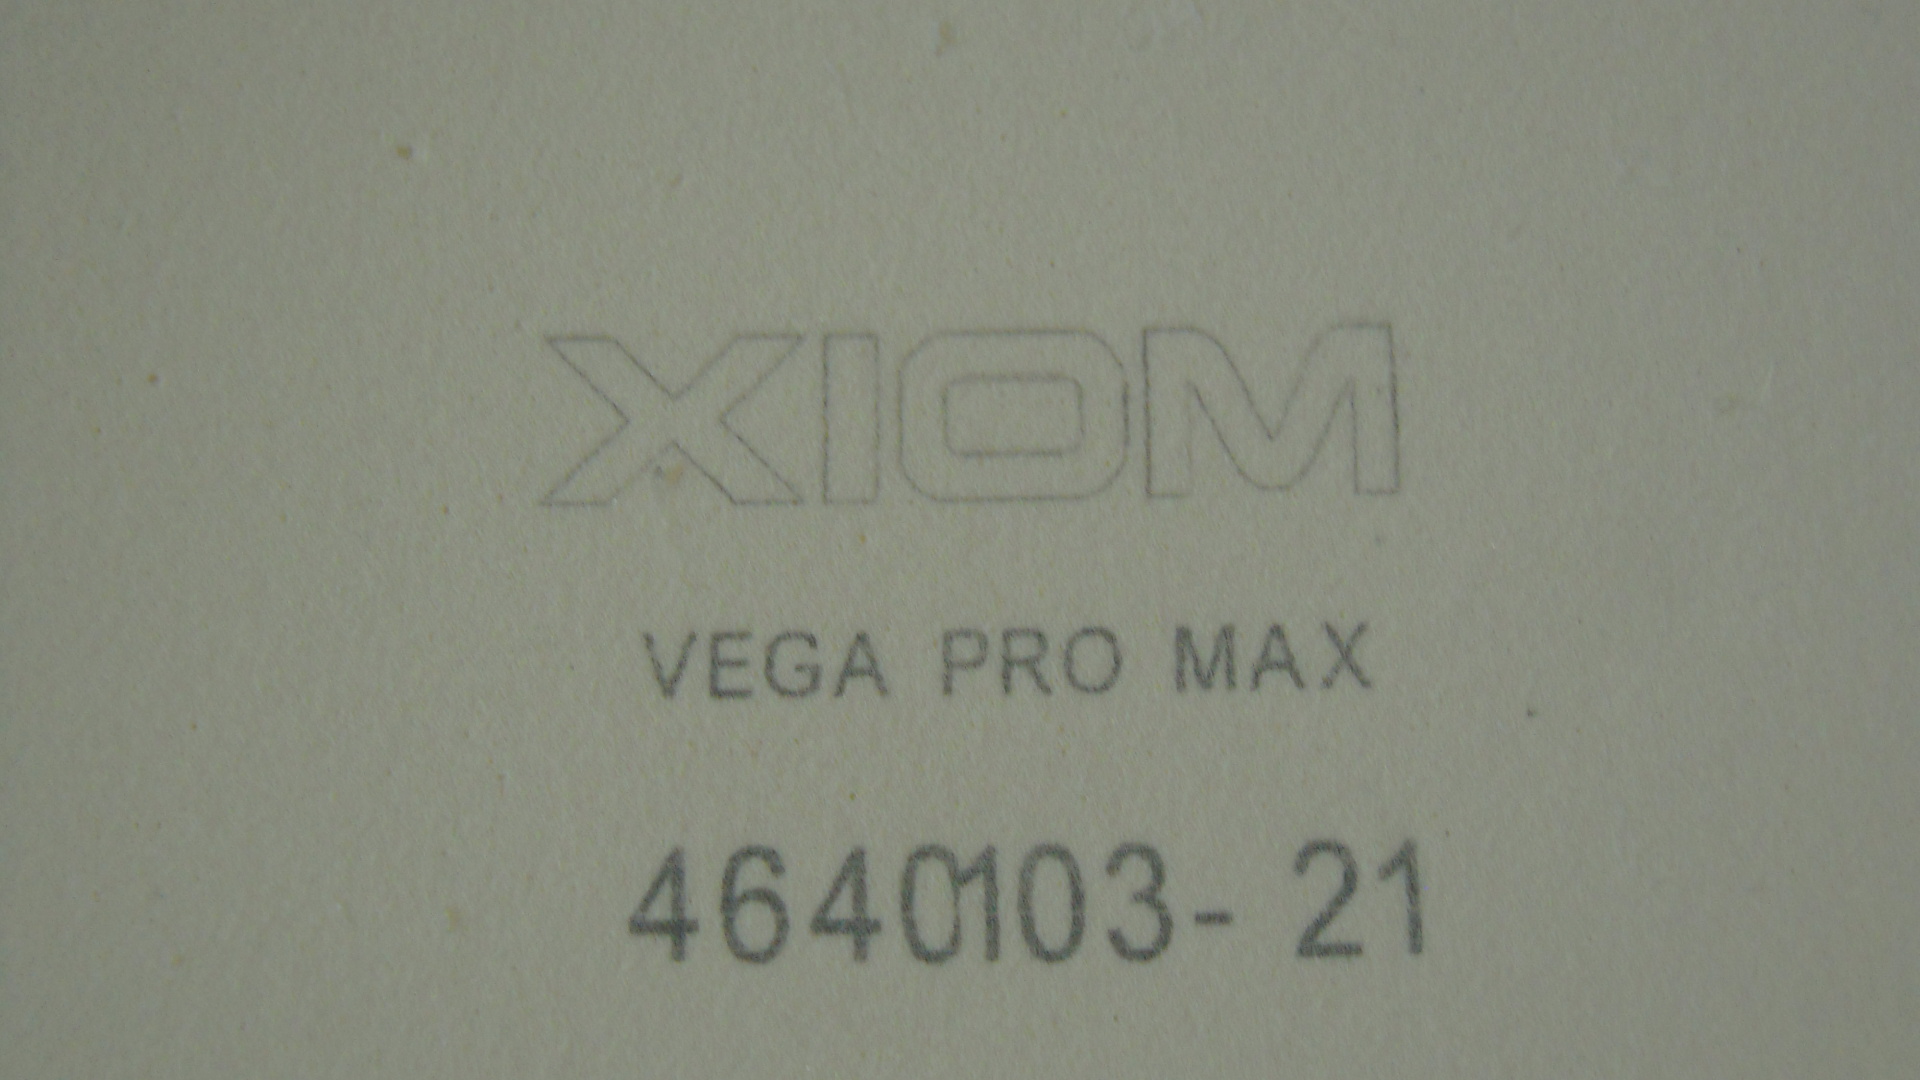 XIOM
VEGA PRO MAX
4640103- 21